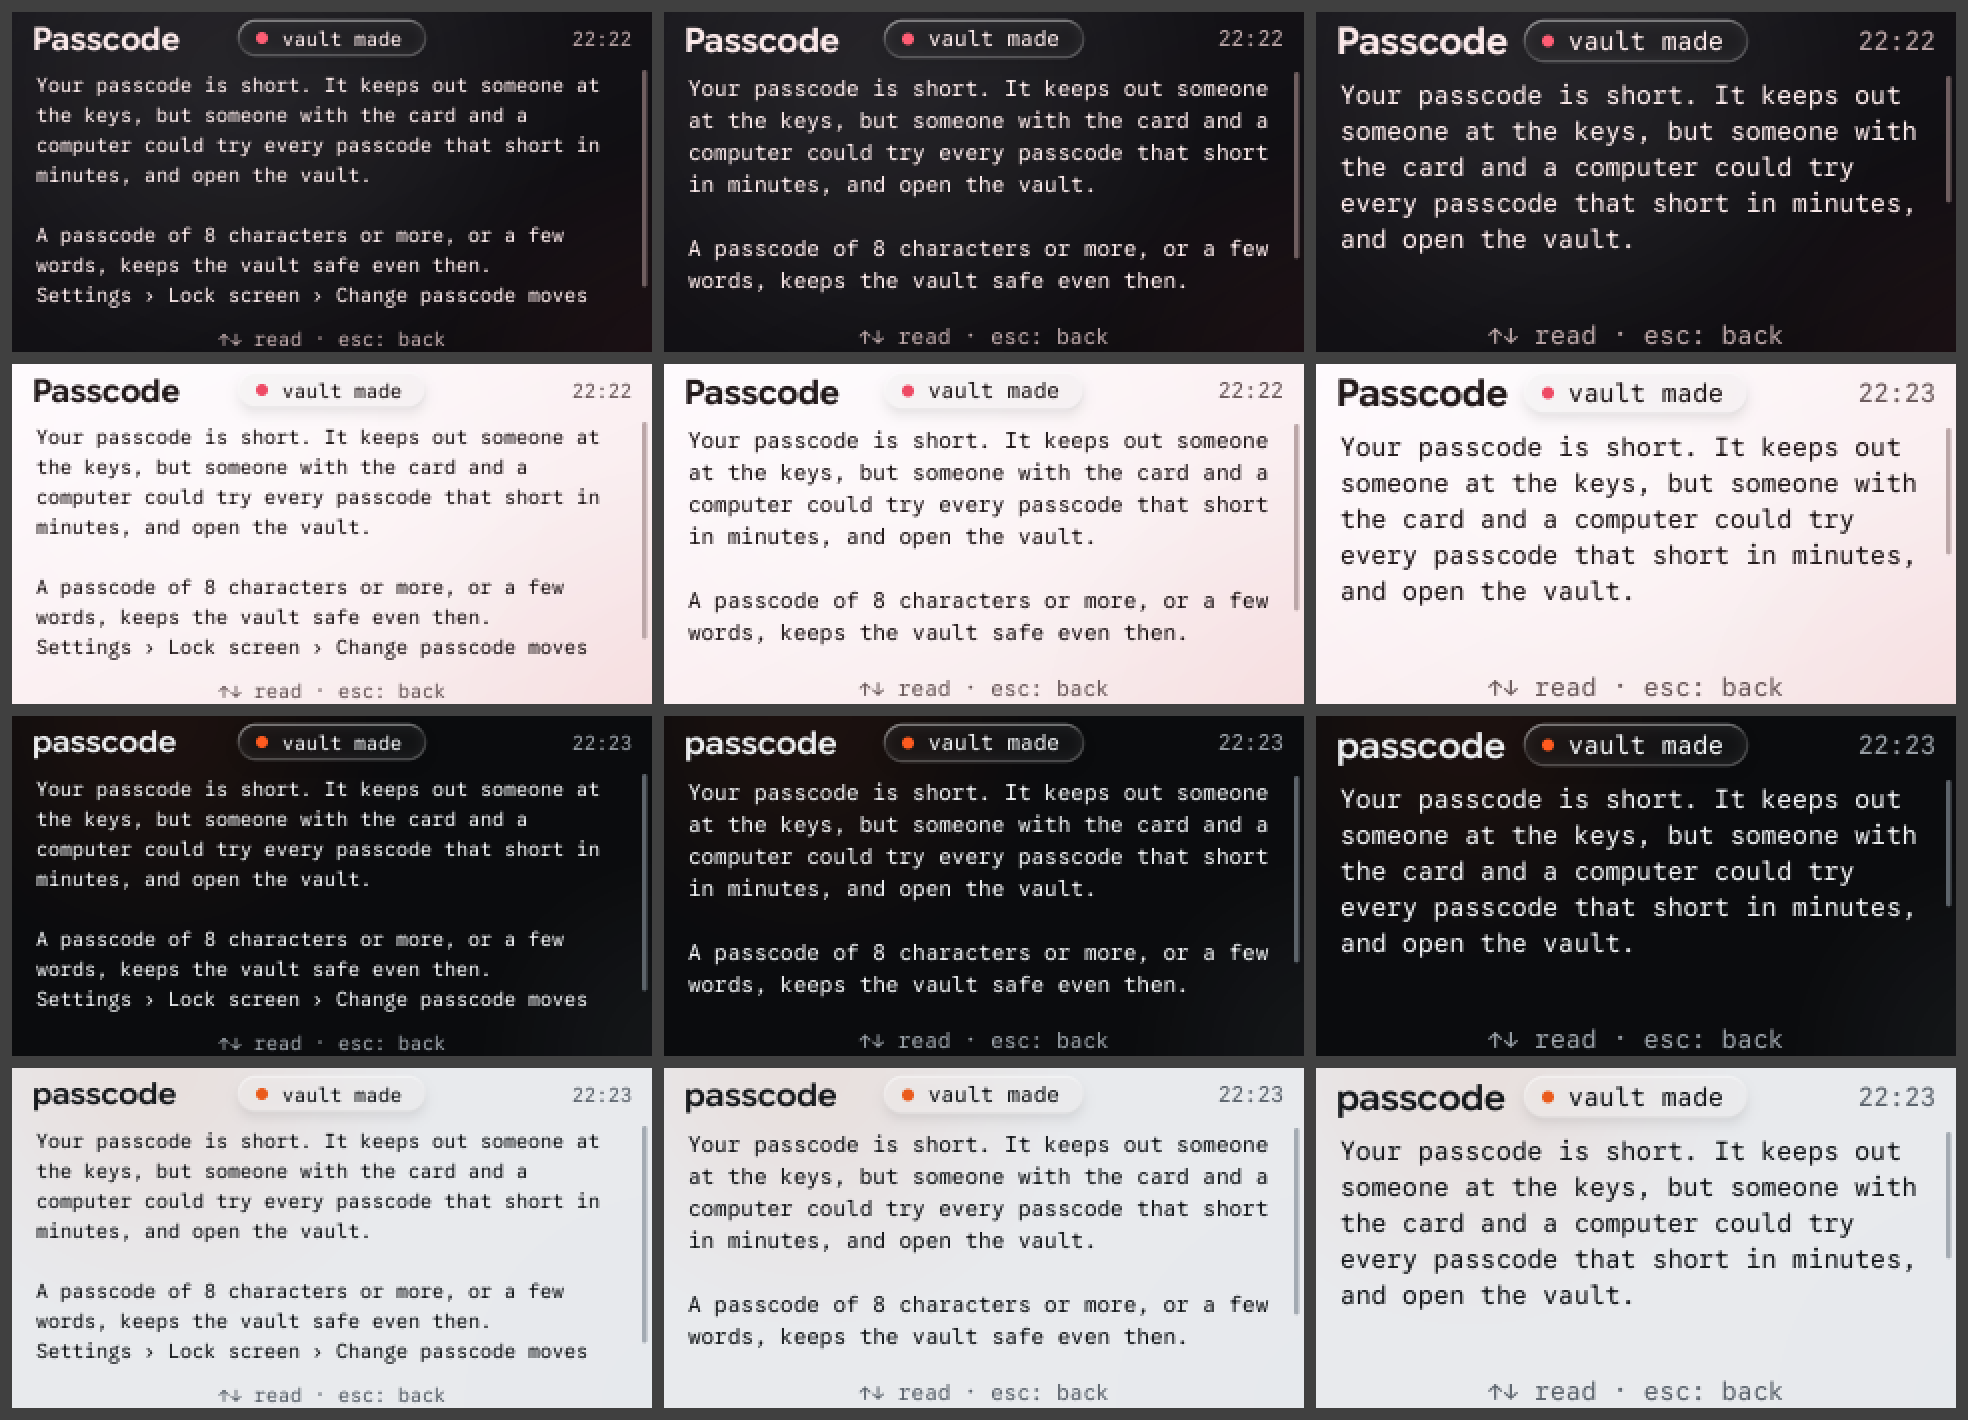 Passcode
vault made
22:22
Your passcode is short. It keeps out someone at
the keys, but someone with the card and a
computer could try every passcode that short in
minutes, and open the vault.
A passcode of 8 characters or more, or a few
words, keeps the vault safe even then.
Settings › Lock screen › Change passcode moves
↑↓ read · esc: back
Passcode
vault made
22:22
Your passcode is short. It keeps out someone
at the keys, but someone with the card and a
computer could try every passcode that short
in minutes, and open the vault.
A passcode of 8 characters or more, or a few
words, keeps the vault safe even then.
↑↓ read · esc: back
Passcode
vault made
22:22
Your passcode is short. It keeps out
someone at the keys, but someone with
the card and a computer could try
every passcode that short in minutes,
and open the vault.
↑↓ read · esc: back
Passcode
vault made
22:22
Your passcode is short. It keeps out someone at
the keys, but someone with the card and a
computer could try every passcode that short in
minutes, and open the vault.
A passcode of 8 characters or more, or a few
words, keeps the vault safe even then.
Settings › Lock screen › Change passcode moves
↑↓ read · esc: back
Passcode
vault made
22:22
Your passcode is short. It keeps out someone
at the keys, but someone with the card and a
computer could try every passcode that short
in minutes, and open the vault.
A passcode of 8 characters or more, or a few
words, keeps the vault safe even then.
↑↓ read · esc: back
Passcode
vault made
22:23
Your passcode is short. It keeps out
someone at the keys, but someone with
the card and a computer could try
every passcode that short in minutes,
and open the vault.
↑↓ read · esc: back
passcode
vault made
22:23
Your passcode is short. It keeps out someone at
the keys, but someone with the card and a
computer could try every passcode that short in
minutes, and open the vault.
A passcode of 8 characters or more, or a few
words, keeps the vault safe even then.
Settings › Lock screen › Change passcode moves
↑↓ read · esc: back
passcode
vault made
22:23
Your passcode is short. It keeps out someone
at the keys, but someone with the card and a
computer could try every passcode that short
in minutes, and open the vault.
A passcode of 8 characters or more, or a few
words, keeps the vault safe even then.
↑↓ read · esc: back
passcode
vault made
22:23
Your passcode is short. It keeps out
someone at the keys, but someone with
the card and a computer could try
every passcode that short in minutes,
and open the vault.
↑↓ read · esc: back
passcode
vault made
22:23
Your passcode is short. It keeps out someone at
the keys, but someone with the card and a
computer could try every passcode that short in
minutes, and open the vault.
A passcode of 8 characters or more, or a few
words, keeps the vault safe even then.
Settings › Lock screen › Change passcode moves
↑↓ read · esc: back
passcode
vault made
22:23
Your passcode is short. It keeps out someone
at the keys, but someone with the card and a
computer could try every passcode that short
in minutes, and open the vault.
A passcode of 8 characters or more, or a few
words, keeps the vault safe even then.
↑↓ read · esc: back
passcode
vault made
22:23
Your passcode is short. It keeps out
someone at the keys, but someone with
the card and a computer could try
every passcode that short in minutes,
and open the vault.
↑↓ read · esc: back